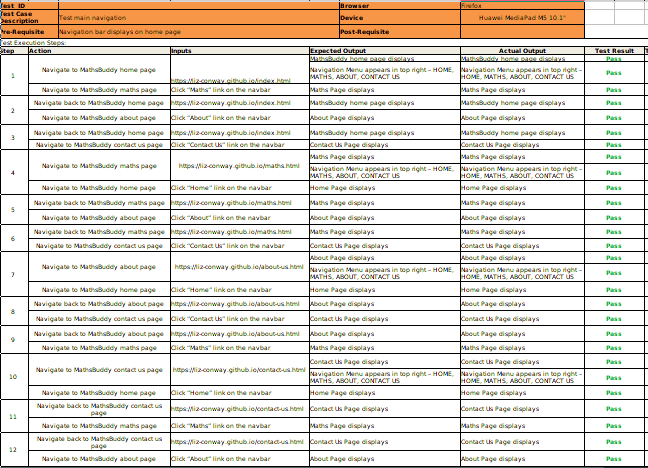 Test ID Browser Firefox
Test Case Description Test main navigation Device Huawei MediaPad M5 10.1"
Pre-Requisite Navigation bar displays on home page Post-Requisite
Test Execution Steps:
Step Action Inputs Expected Output Actual Output Test Result
1 Navigate to MathsBuddy home page https://liz-conway.github.io/index.html MathsBuddy home page displays MathsBuddy home page displays Pass
Navigation Menu appears in top right – HOME, MATHS, ABOUT, CONTACT US Navigation Menu appears in top right – HOME, MATHS, ABOUT, CONTACT US Pass
Navigate to MathsBuddy maths page Click "Maths" link on the navbar Maths Page displays Maths Page displays Pass
2 Navigate back to MathsBuddy home page https://liz-conway.github.io/index.html MathsBuddy home page displays MathsBuddy home page displays Pass
Navigate to MathsBuddy about page Click "About" link on the navbar About Page displays About Page displays Pass
3 Navigate back to MathsBuddy home page https://liz-conway.github.io/index.html MathsBuddy home page displays MathsBuddy home page displays Pass
Navigate to MathsBuddy contact us page Click "Contact Us" link on the navbar Contact Us Page displays Contact Us Page displays Pass
4 Navigate to MathsBuddy maths page https://liz-conway.github.io/maths.html Maths Page displays Maths Page displays Pass
Navigation Menu appears in top right – HOME, MATHS, ABOUT, CONTACT US Navigation Menu appears in top right – HOME, MATHS, ABOUT, CONTACT US Pass
Navigate to MathsBuddy home page Click "Home" link on the navbar Home Page displays Home Page displays Pass
5 Navigate back to MathsBuddy maths page https://liz-conway.github.io/maths.html Maths Page displays Maths Page displays Pass
Navigate to MathsBuddy about page Click "About" link on the navbar About Page displays About Page displays Pass
6 Navigate back to MathsBuddy maths page https://liz-conway.github.io/maths.html Maths Page displays Maths Page displays Pass
Navigate to MathsBuddy contact us page Click "Contact Us" link on the navbar Contact Us Page displays Contact Us Page displays Pass
7 Navigate to MathsBuddy about page https://liz-conway.github.io/about-us.html About Page displays About Page displays Pass
Navigation Menu appears in top right – HOME, MATHS, ABOUT, CONTACT US Navigation Menu appears in top right – HOME, MATHS, ABOUT, CONTACT US Pass
Navigate to MathsBuddy home page Click "Home" link on the navbar Home Page displays Home Page displays Pass
8 Navigate back to MathsBuddy about page https://liz-conway.github.io/about-us.html About Page displays About Page displays Pass
Navigate to MathsBuddy contact us page Click "Contact Us" link on the navbar Contact Us Page displays Contact Us Page displays Pass
9 Navigate back to MathsBuddy about page https://liz-conway.github.io/about-us.html About Page displays About Page displays Pass
Navigate to MathsBuddy maths page Click "Maths" link on the navbar Maths Page displays Maths Page displays Pass
10 Navigate to MathsBuddy contact us page https://liz-conway.github.io/contact-us.html Contact Us Page displays Contact Us Page displays Pass
Navigation Menu appears in top right – HOME, MATHS, ABOUT, CONTACT US Navigation Menu appears in top right – HOME, MATHS, ABOUT, CONTACT US Pass
Navigate to MathsBuddy home page Click "Home" link on the navbar Home Page displays Home Page displays Pass
11 Navigate back to MathsBuddy contact us page https://liz-conway.github.io/contact-us.html Contact Us Page displays Contact Us Page displays Pass
Navigate to MathsBuddy maths page Click "Maths" link on the navbar Maths Page displays Maths Page displays Pass
12 Navigate back to MathsBuddy contact us page https://liz-conway.github.io/contact-us.html Contact Us Page displays Contact Us Page displays Pass
Navigate to MathsBuddy about page Click "About" link on the navbar About Page displays About Page displays Pass